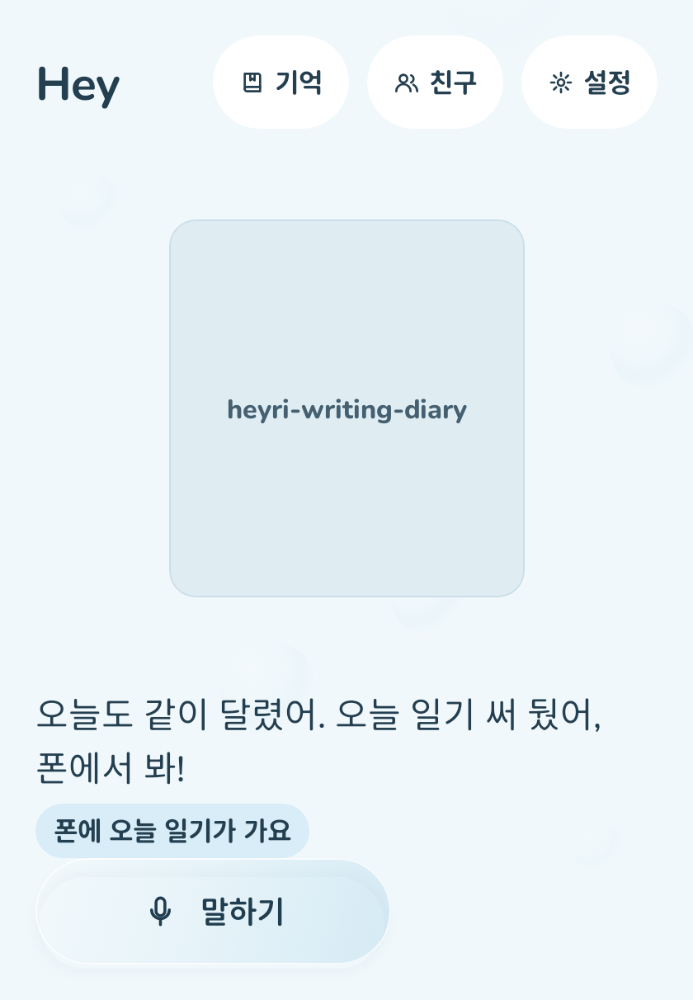 Hey
기억
친구
설정
heyri-writing-diary
오늘도 같이 달렸어. 오늘 일기 써 뒀어,
폰에서 봐!
폰에 오늘 일기가 가요
말하기